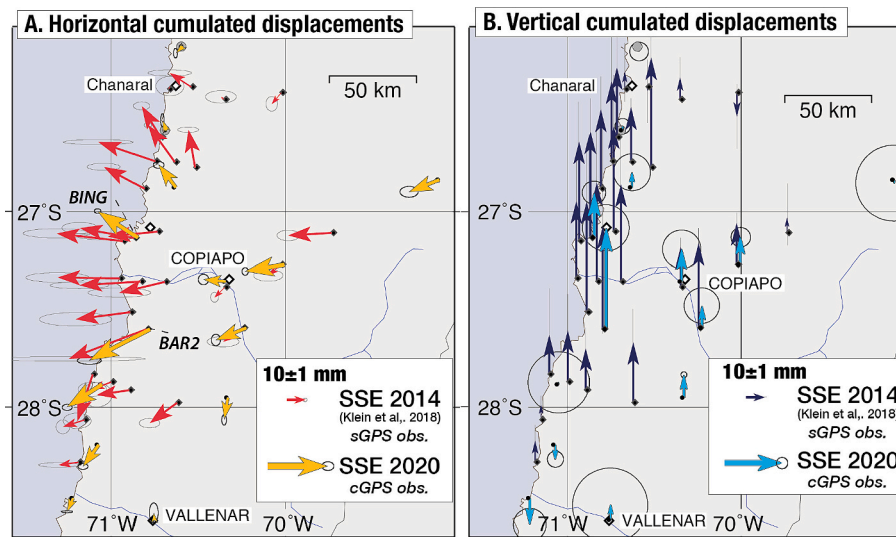 A. Horizontal cumulated displacements
Chanaral
50 km
BING
27°S
COPIAPO
BAR2
28°S
10±1 mm
SSE 2014
(Klein et al,. 2018)
sGPS obs.
SSE 2020
cGPS obs.
71°W
VALLENAR
70°W
B. Vertical cumulated displacements
Chanaral
50 km
27°S
COPIAPO
28°S
10±1 mm
SSE 2014
(Klein et al,. 2018)
sGPS obs.
SSE 2020
cGPS obs.
71°W
VALLENAR
70°W